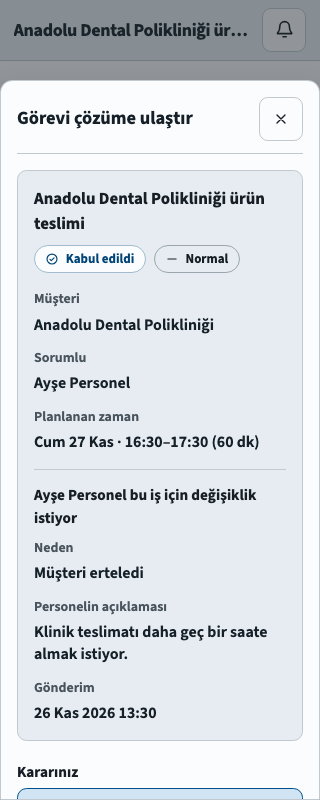 Anadolu Dental Polikliniği ür…
Görevi çözüme ulaştır
Anadolu Dental Polikliniği ürün
teslimi
Kabul edildi
Normal
Müşteri
Anadolu Dental Polikliniği
Sorumlu
Ayşe Personel
Planlanan zaman
Cum 27 Kas · 16:30–17:30 (60 dk)
Ayşe Personel bu iş için değişiklik
istiyor
Neden
Müşteri erteledi
Personelin açıklaması
Klinik teslimatı daha geç bir saate
almak istiyor.
Gönderim
26 Kas 2026 13:30
Kararınız